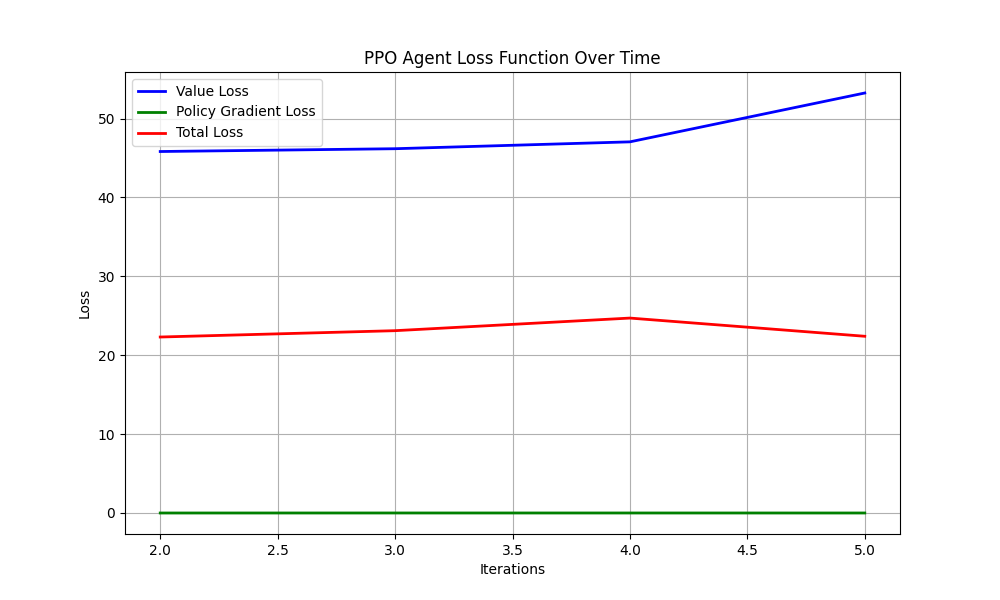 PPO Agent Loss Function Over Time
Value Loss
Policy Gradient Loss
Total Loss
Loss
50
40
30
20
10
0
2.0 2.5 3.0 3.5 4.0 4.5 5.0
Iterations